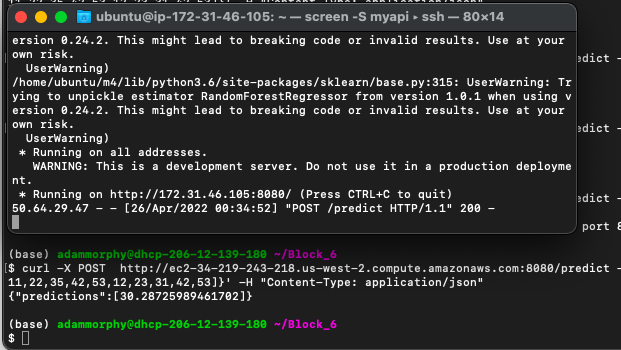 ubuntu@ip-172-31-46-105: ~ — screen -S myapi ▸ ssh — 80×14
ersion 0.24.2. This might lead to breaking code or invalid results. Use at your
own risk.
UserWarning)
/home/ubuntu/m4/lib/python3.6/site-packages/sklearn/base.py:315: UserWarning: Tr
ying to unpickle estimator RandomForestRegressor from version 1.0.1 when using v
ersion 0.24.2. This might lead to breaking code or invalid results. Use at your
own risk.
UserWarning)
* Running on all addresses.
WARNING: This is a development server. Do not use it in a production deployme
nt.
* Running on http://172.31.46.105:8080/ (Press CTRL+C to quit)
50.64.29.47 - - [26/Apr/2022 00:34:52] "POST /predict HTTP/1.1" 200 -
edict -
edict -
edict -
port 8
(base) adammorphy@dhcp-206-12-139-180 ~/Block_6
$ curl -X POST  http://ec2-34-219-243-218.us-west-2.compute.amazonaws.com:8080/predict -
11,22,35,42,53,12,23,31,42,53]}' -H "Content-Type: application/json"
{"predictions":[30.28725989461702]}
(base) adammorphy@dhcp-206-12-139-180 ~/Block_6
$